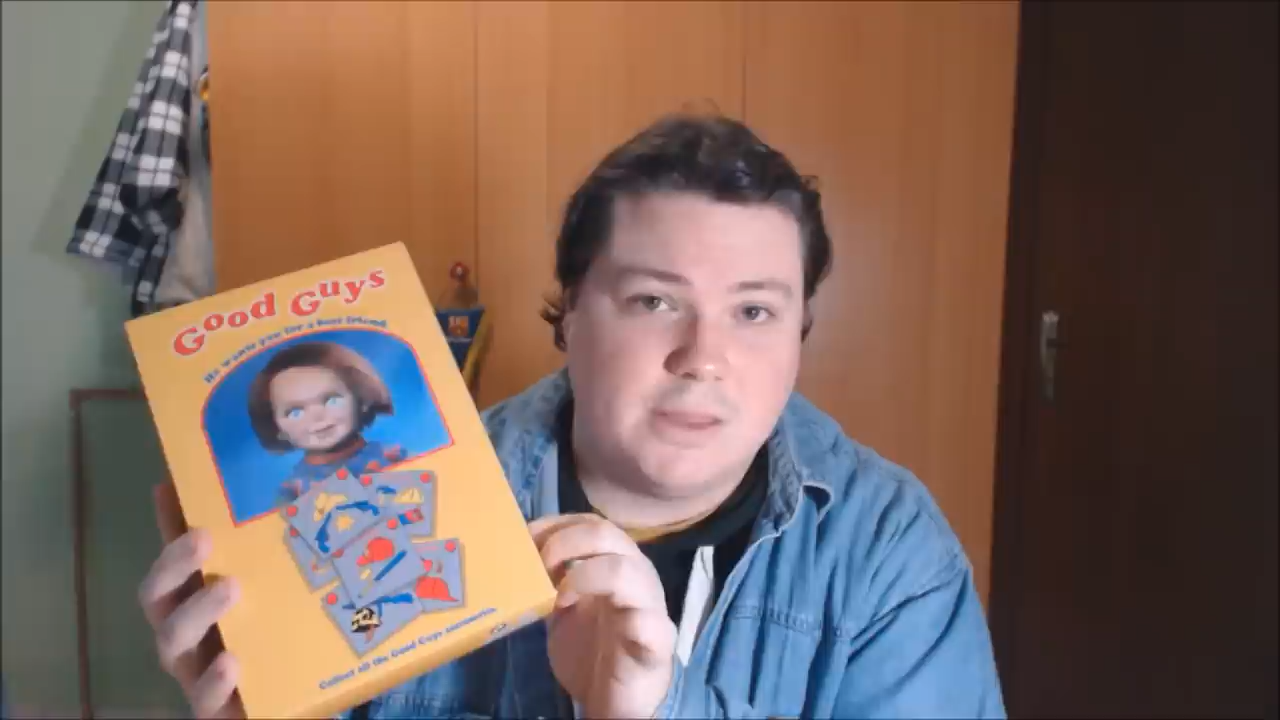 Good Guys
He wants you for a best friend
Collect all the Good Guys accessories